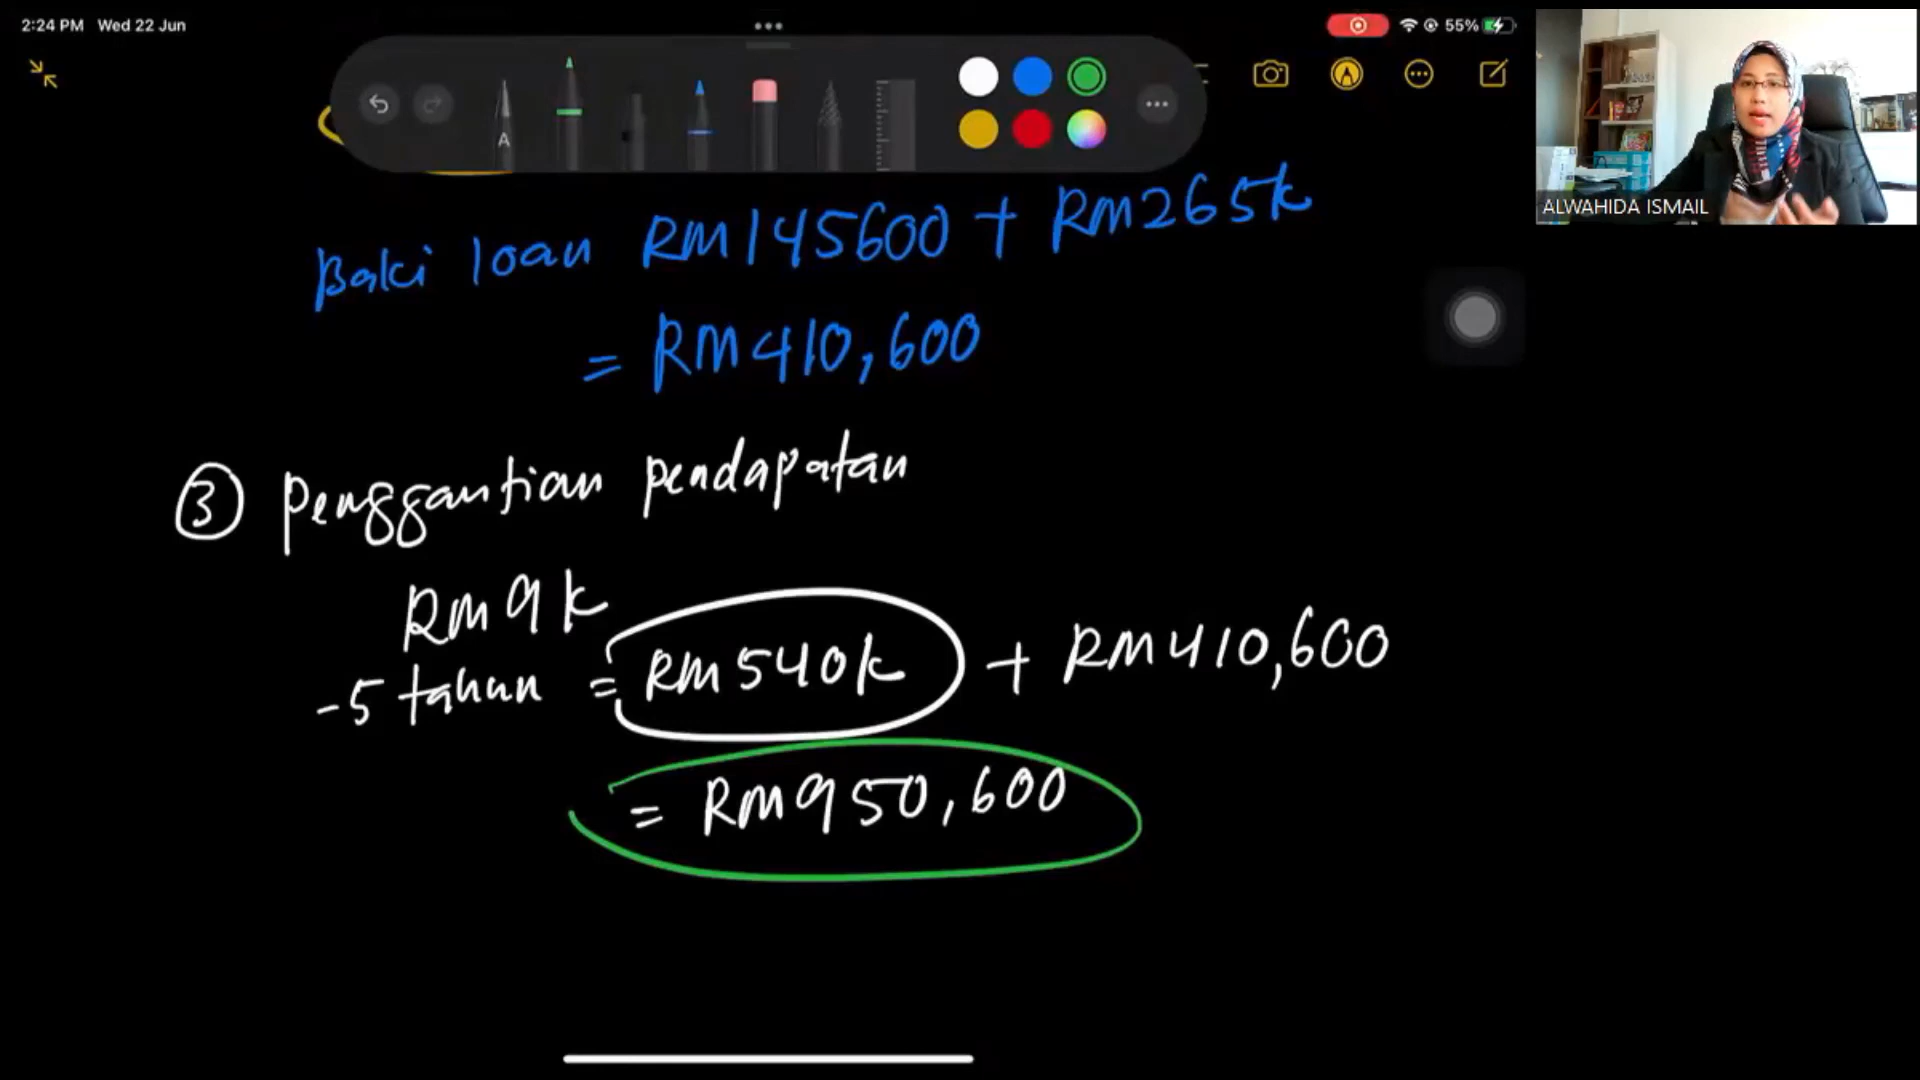 2:24 PM Wed 22 Jun
55%
A
ALWAHIDA ISMAIL
Baki loan RM145600 + RM265k
= RM410,600
3 Penggantian pendapatan
RM9k
-5 tahun = RM540k + RM410,600
= RM950,600